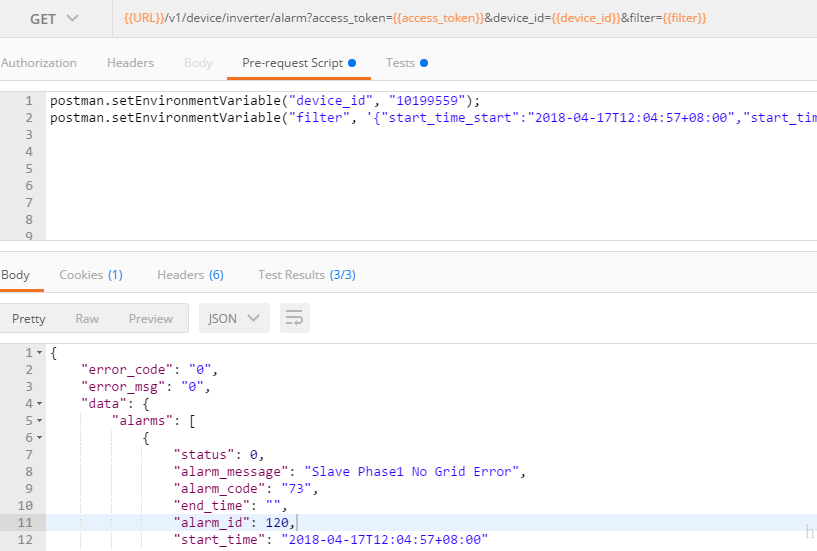 GET {{URL}}/v1/device/inverter/alarm?access_token={{access_token}}&device_id={{device_id}}&filter={{filter}}
Authorization Headers Body Pre-request Script Tests
1 postman.setEnvironmentVariable("device_id", "10199559");
2 postman.setEnvironmentVariable("filter", '{"start_time_start":"2018-04-17T12:04:57+08:00","start_tim
3
4
5
6
7
8
9
Body Cookies (1) Headers (6) Test Results (3/3)
Pretty Raw Preview JSON
1 {
2 "error_code": "0",
3 "error_msg": "0",
4 "data": {
5 "alarms": [
6 {
7 "status": 0,
8 "alarm_message": "Slave Phase1 No Grid Error",
9 "alarm_code": "73",
10 "end_time": "",
11 "alarm_id": 120,
12 "start_time": "2018-04-17T12:04:57+08:00"
h